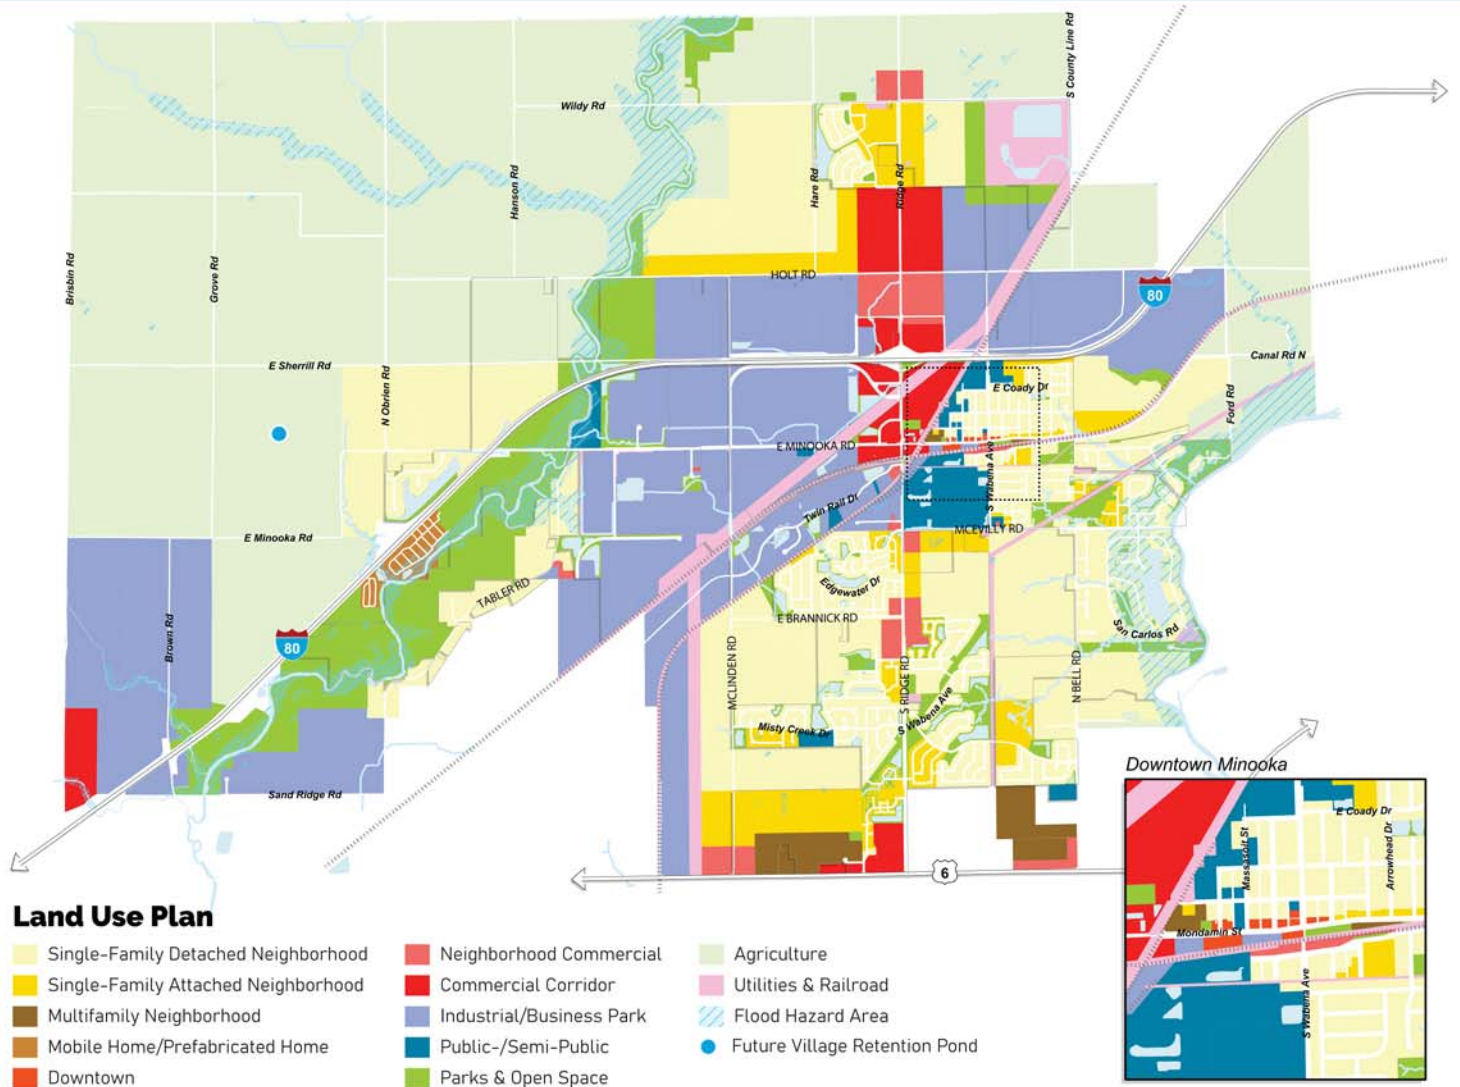 S County Line Rd
Wildy Rd
Hanson Rd
Hare Rd
Ridge Rd
Brisbin Rd
Grove Rd
HOLT RD
80
E Sherrill Rd
N Obrien Rd
Canal Rd N
E Coady Dr
Ford Rd
E MINOOKA RD
S Wabena Ave
Twin Rail Dr
E Minooka Rd
MCEVILLY RD
TABLER RD
Edgewater Dr
E BRANNICK RD
Brown Rd
80
San Carlos Rd
MCLINDEN RD
S RIDGE RD
N BELL RD
S Wabena Ave
Misty Creek Dr
Sand Ridge Rd
6
Downtown Minooka
E Coady Dr
Massasoit St
Arrowhead Dr
Mondamin St
S Wabena Ave
Land Use Plan
Single-Family Detached Neighborhood
Single-Family Attached Neighborhood
Multifamily Neighborhood
Mobile Home/Prefabricated Home
Downtown
Neighborhood Commercial
Commercial Corridor
Industrial/Business Park
Public-/Semi-Public
Parks & Open Space
Agriculture
Utilities & Railroad
Flood Hazard Area
Future Village Retention Pond